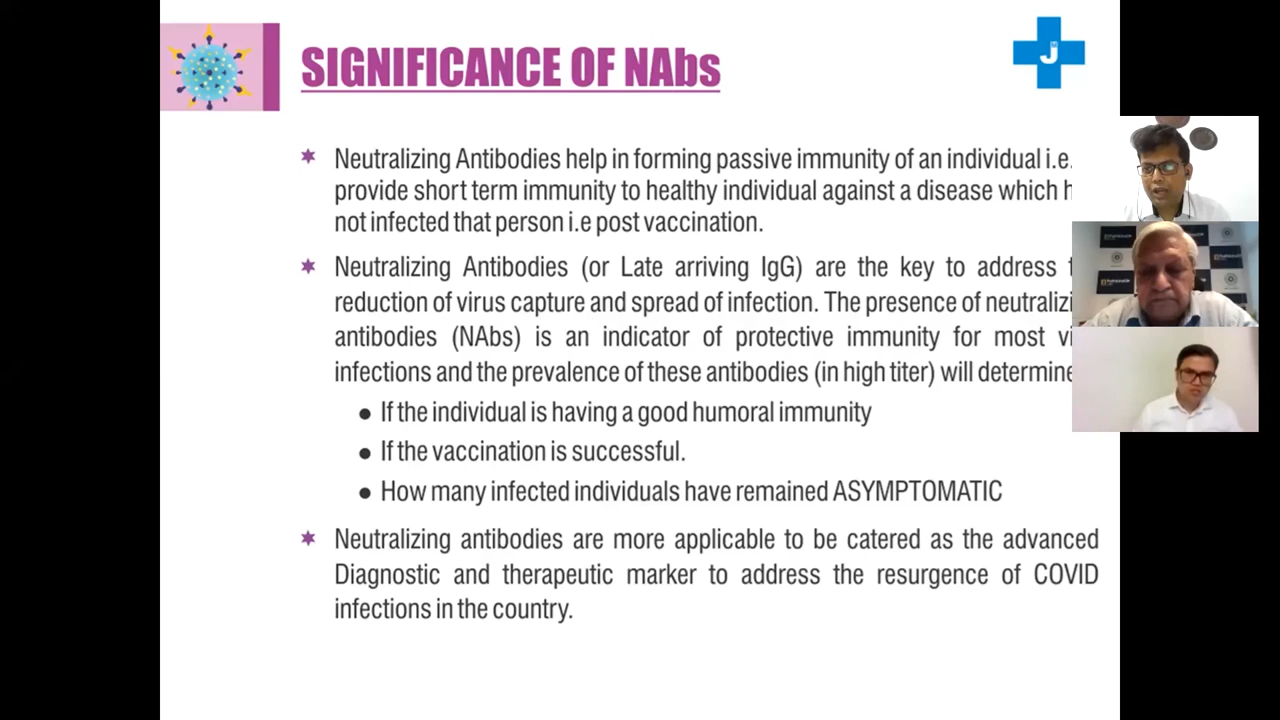 SIGNIFICANCE OF NAbs
J
Neutralizing Antibodies help in forming passive immunity of an individual i.e.
provide short term immunity to healthy individual against a disease which
not infected that person i.e post vaccination.
Neutralizing Antibodies (or Late arriving IgG) are the key to address
reduction of virus capture and spread of infection. The presence of
antibodies (NAbs) is an indicator of protective immunity for most
infections and the prevalence of these antibodies (in high titer) will determine
● If the individual is having a good humoral immunity
● If the vaccination is successful.
● How many infected individuals have remained ASYMPTOMATIC
Neutralizing antibodies are more applicable to be catered as the advanced
Diagnostic and therapeutic marker to address the resurgence of COVID
infections in the country.